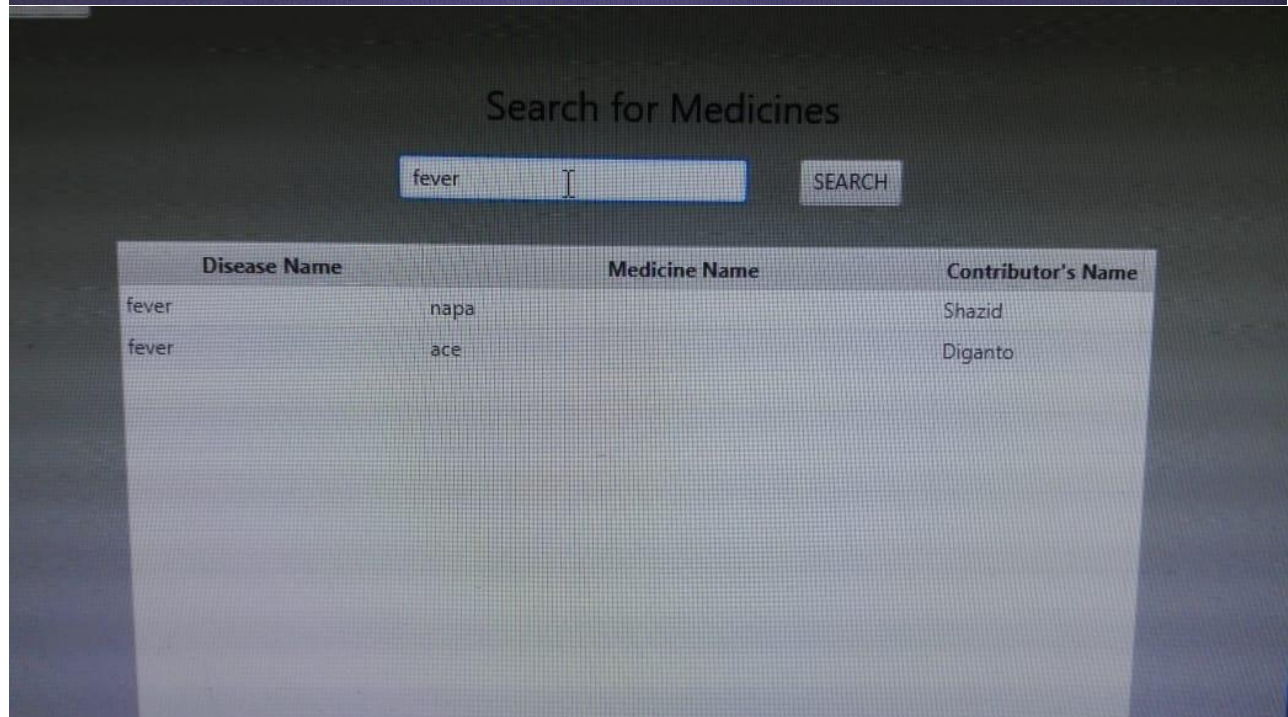 Search for Medicines
fever SEARCH
Disease Name Medicine Name Contributor's Name
fever napa Shazid
fever ace Diganto